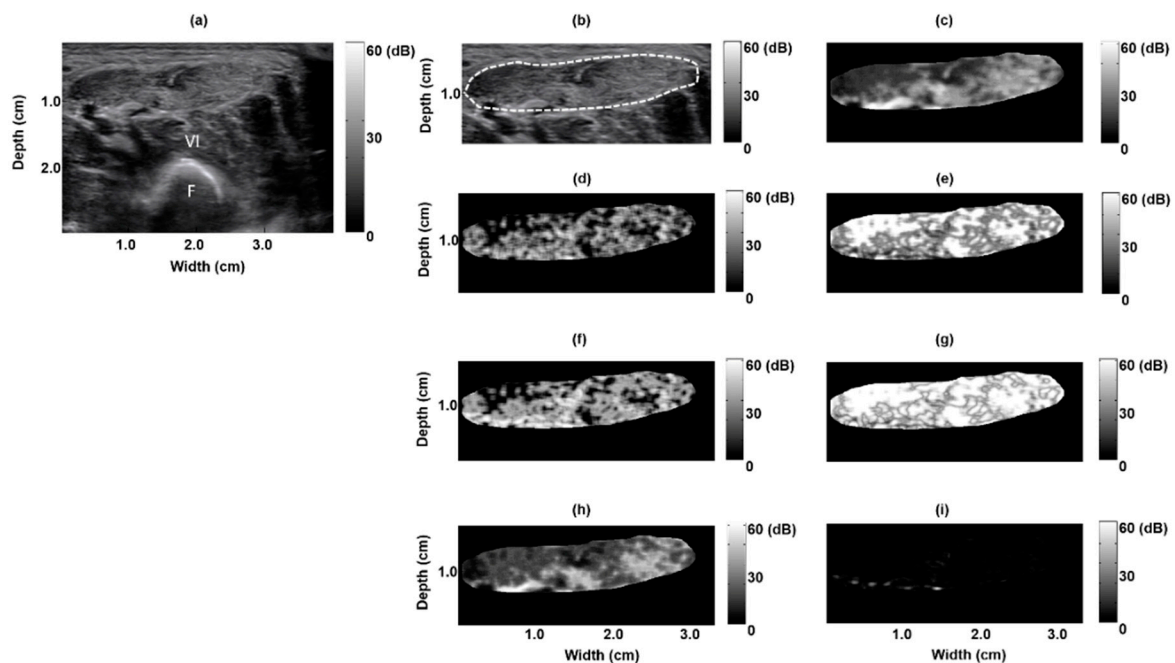 (a)
60 (dB)
30
0
Depth (cm)
1.0
2.0
VI
F
1.0 2.0 3.0
Width (cm)
(b)
60 (dB)
30
0
Depth (cm)
1.0
(c)
60 (dB)
30
0
(d)
60 (dB)
30
0
Depth (cm)
1.0
(e)
60 (dB)
30
0
(f)
60 (dB)
30
0
Depth (cm)
1.0
(g)
60 (dB)
30
0
(h)
60 (dB)
30
0
Depth (cm)
1.0
1.0 2.0 3.0
Width (cm)
(i)
60 (dB)
30
0
1.0 2.0 3.0
Width (cm)